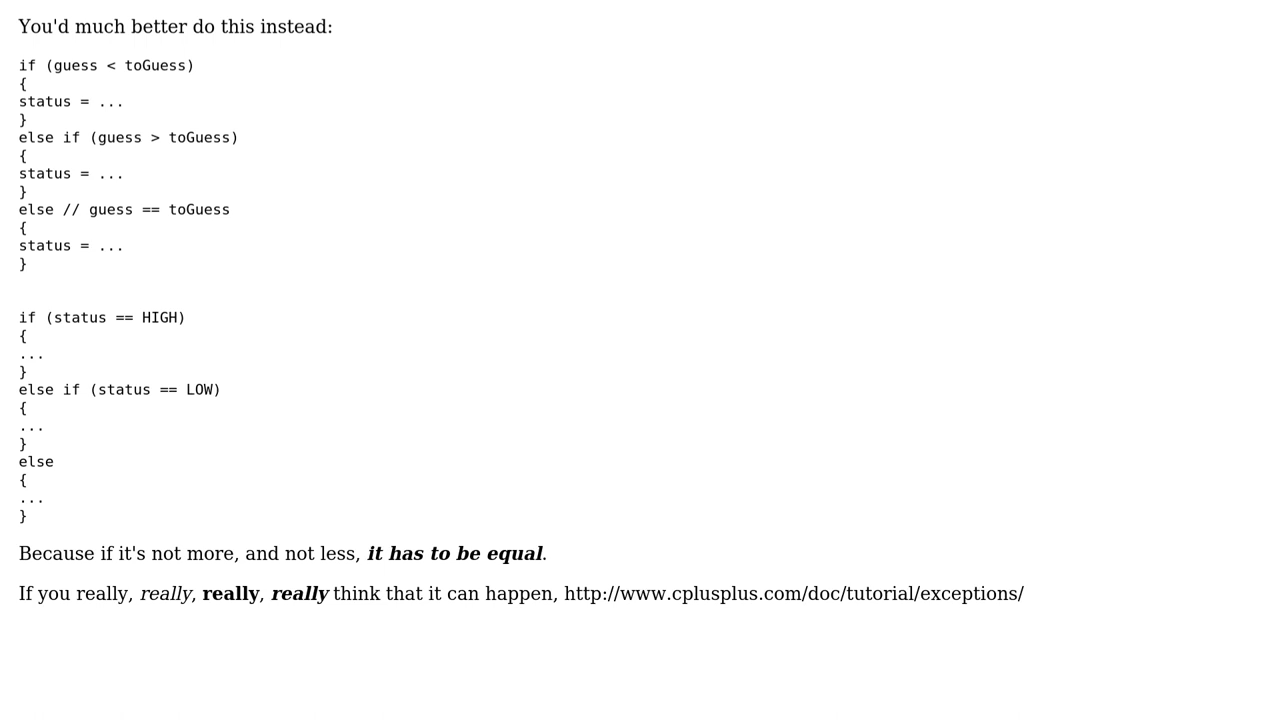 You'd much better do this instead:
if (guess < toGuess)
{
status = ...
}
else if (guess > toGuess)
{
status = ...
}
else // guess == toGuess
{
status = ...
}
if (status == HIGH)
{
...
}
else if (status == LOW)
{
...
}
else
{
...
}
Because if it's not more, and not less, it has to be equal.
If you really, really, really, really think that it can happen, http://www.cplusplus.com/doc/tutorial/exceptions/